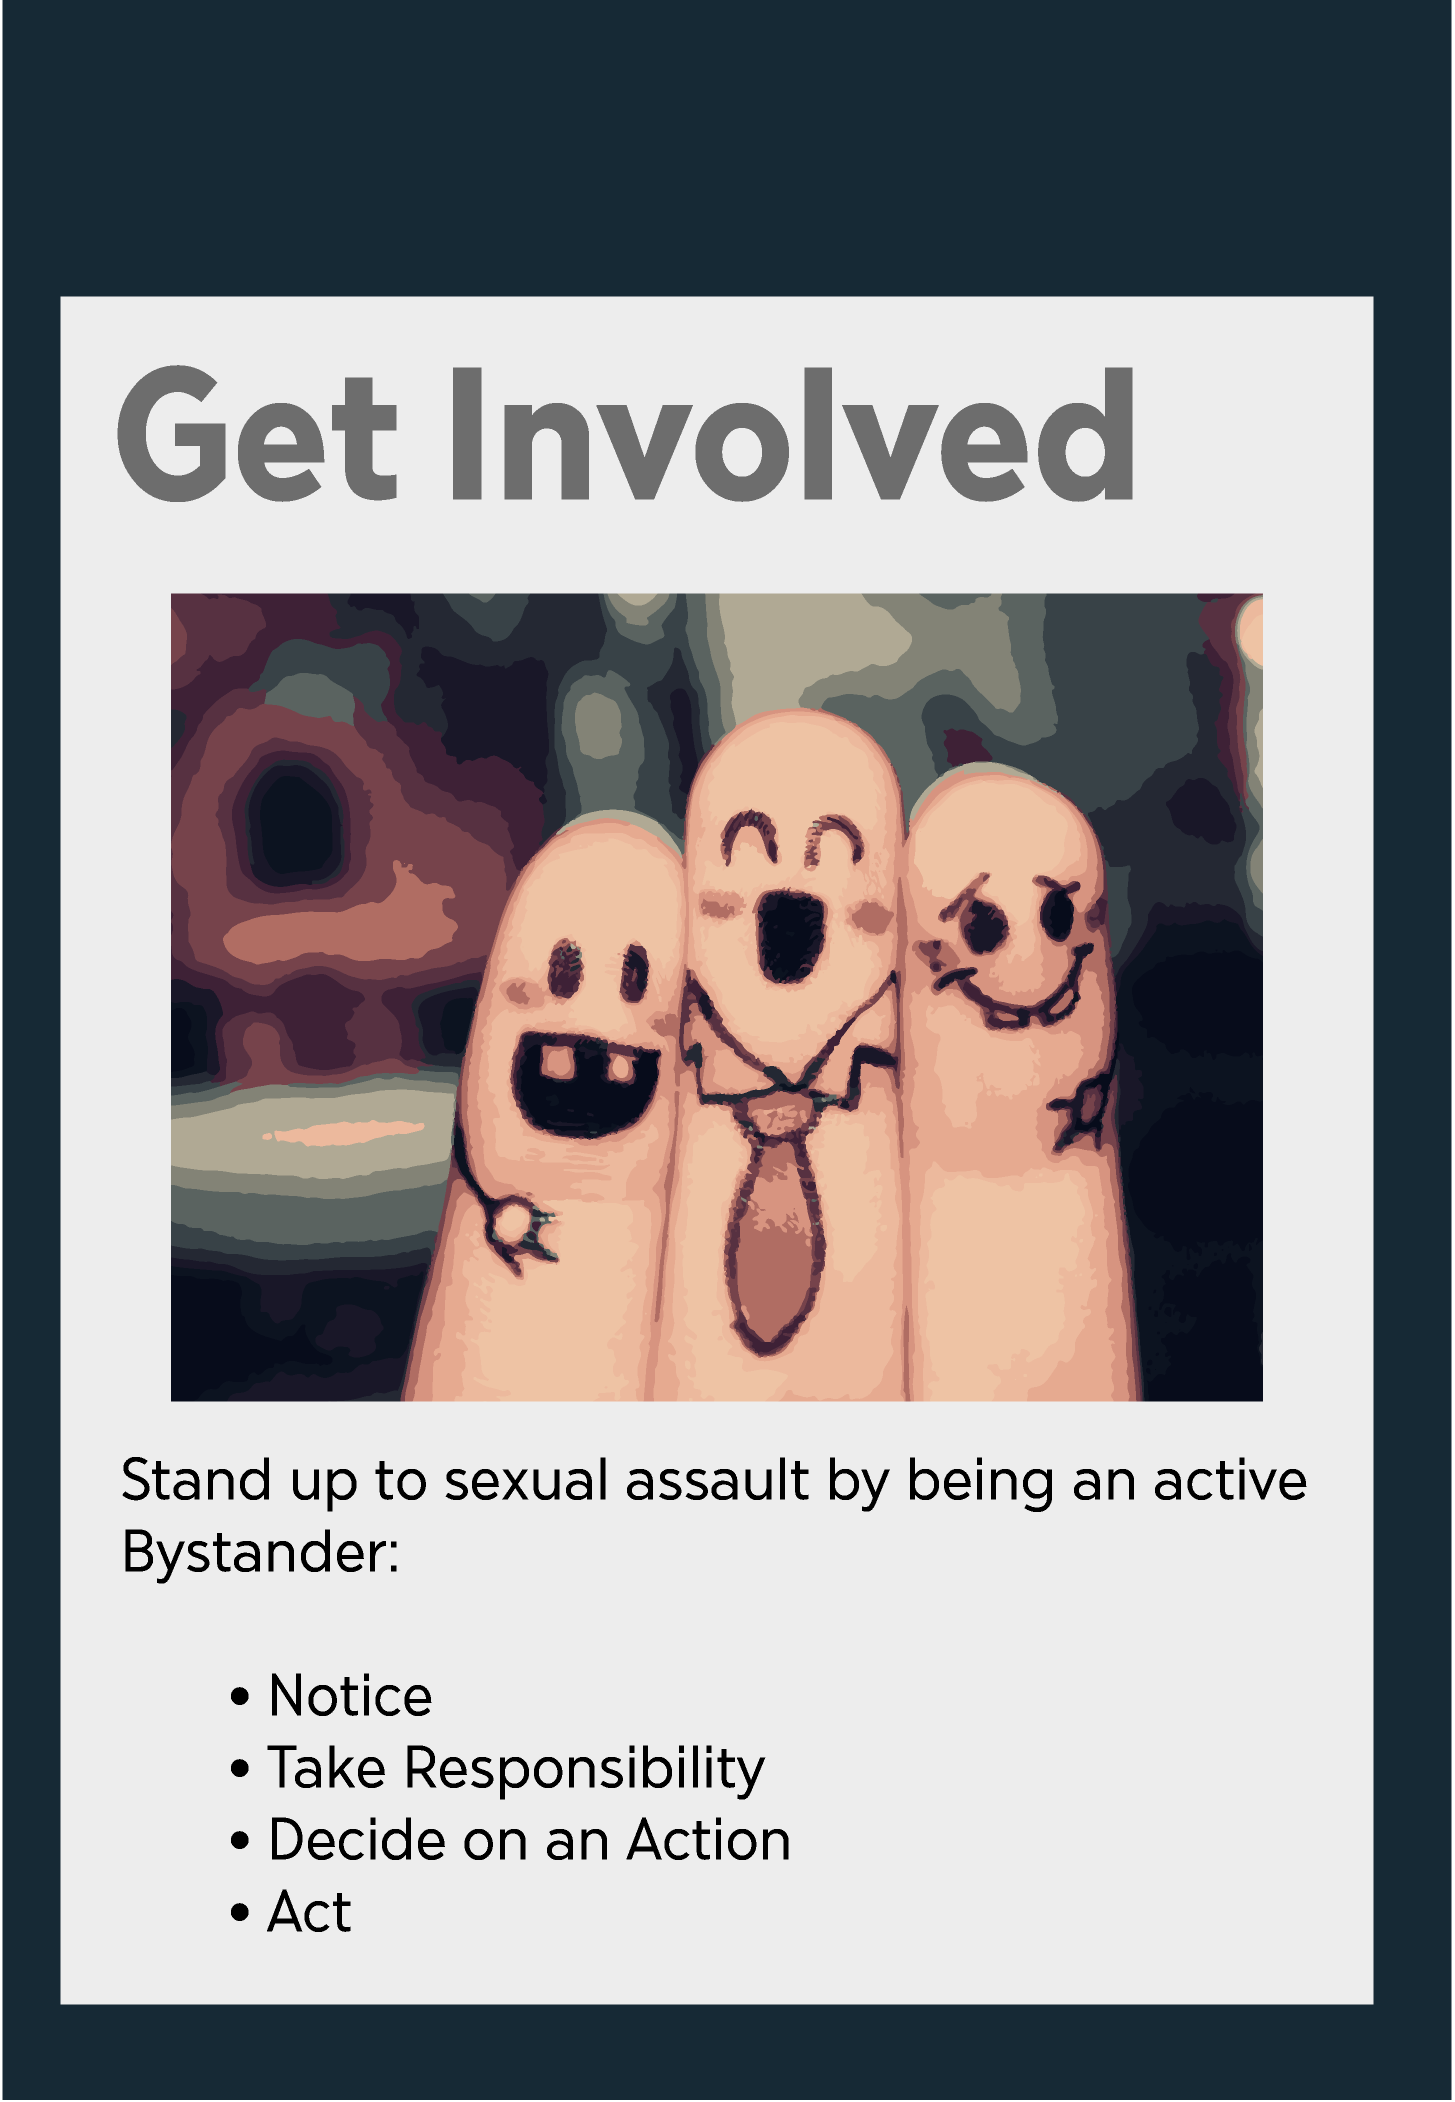 Get Involved
Stand up to sexual assault by being an active
Bystander:
• Notice
• Take Responsibility
• Decide on an Action
• Act